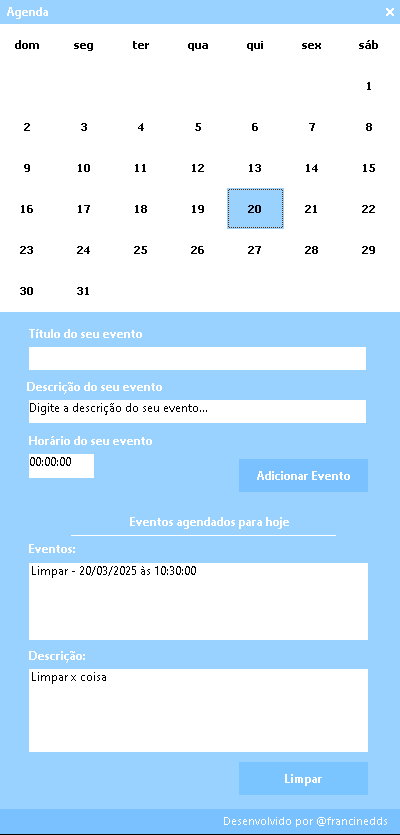 Agenda ×
dom seg ter qua qui sex sáb
1
2 3 4 5 6 7 8
9 10 11 12 13 14 15
16 17 18 19 20 21 22
23 24 25 26 27 28 29
30 31
Título do seu evento
Descrição do seu evento
Digite a descrição do seu evento...
Horário do seu evento
00:00:00
Adicionar Evento
Eventos agendados para hoje
Eventos:
Limpar - 20/03/2025 às 10:30:00
Descrição:
Limpar x coisa
Limpar
Desenvolvido por @francinedds